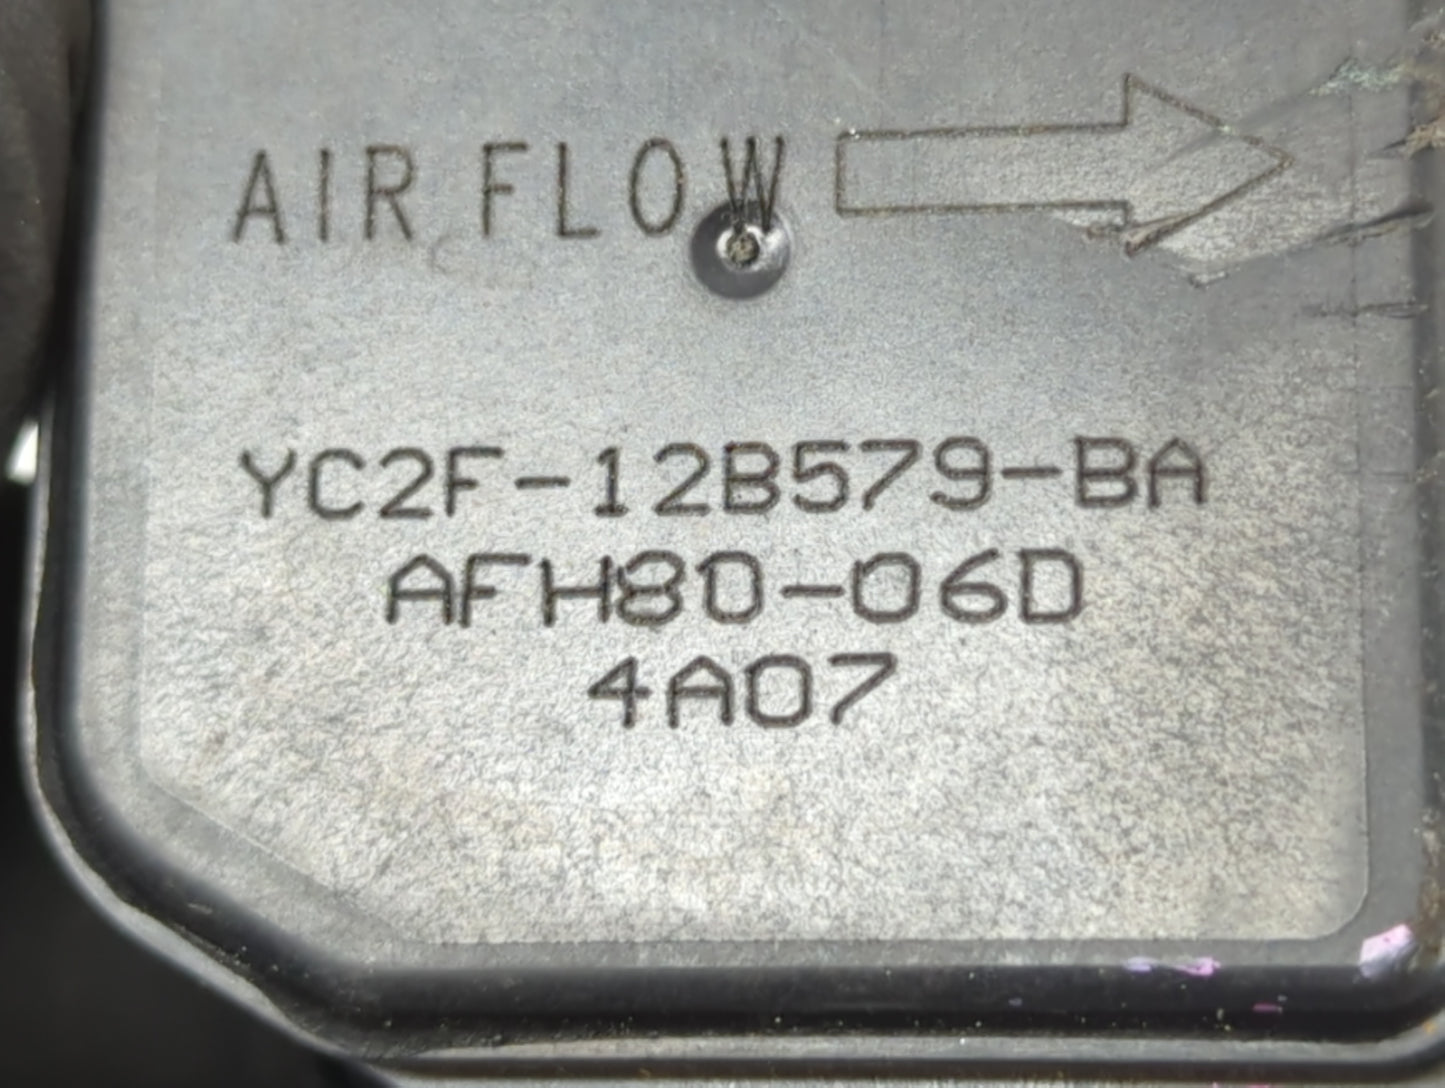 AIR FLOW
YC2F-12B579-BA
AFH80-06D
4A07